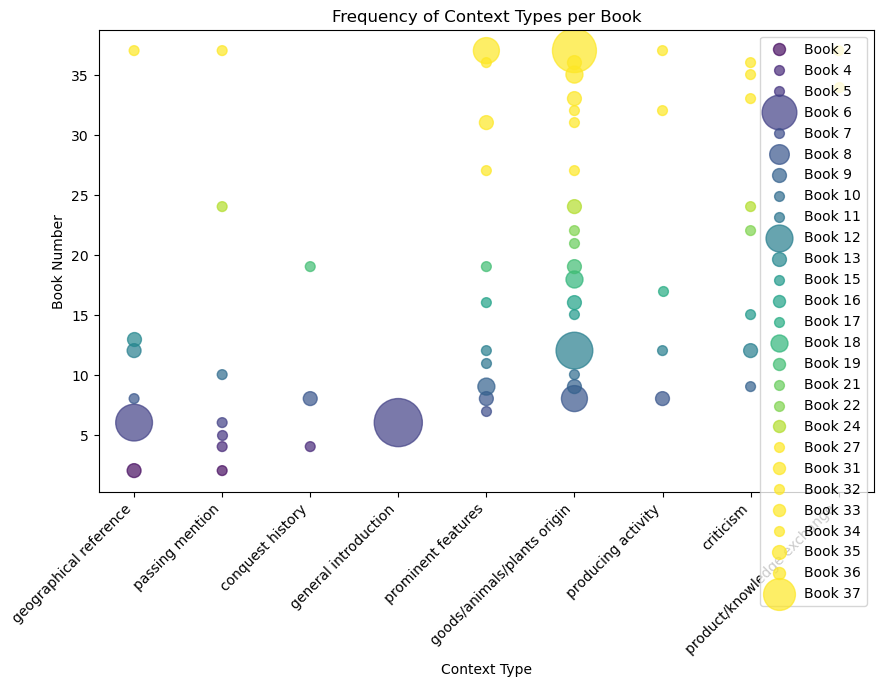 Frequency of Context Types per Book
Book Number
35
30
25
20
15
10
5
Book 2
Book 4
Book 5
Book 6
Book 7
Book 8
Book 9
Book 10
Book 11
Book 12
Book 13
Book 15
Book 16
Book 17
Book 18
Book 19
Book 21
Book 22
Book 24
Book 27
Book 31
Book 32
Book 33
Book 34
Book 35
Book 36
Book 37
geographical reference
passing mention
conquest history
general introduction
prominent features
goods/animals/plants origin
producing activity
criticism
product/knowledge exchange
Context Type